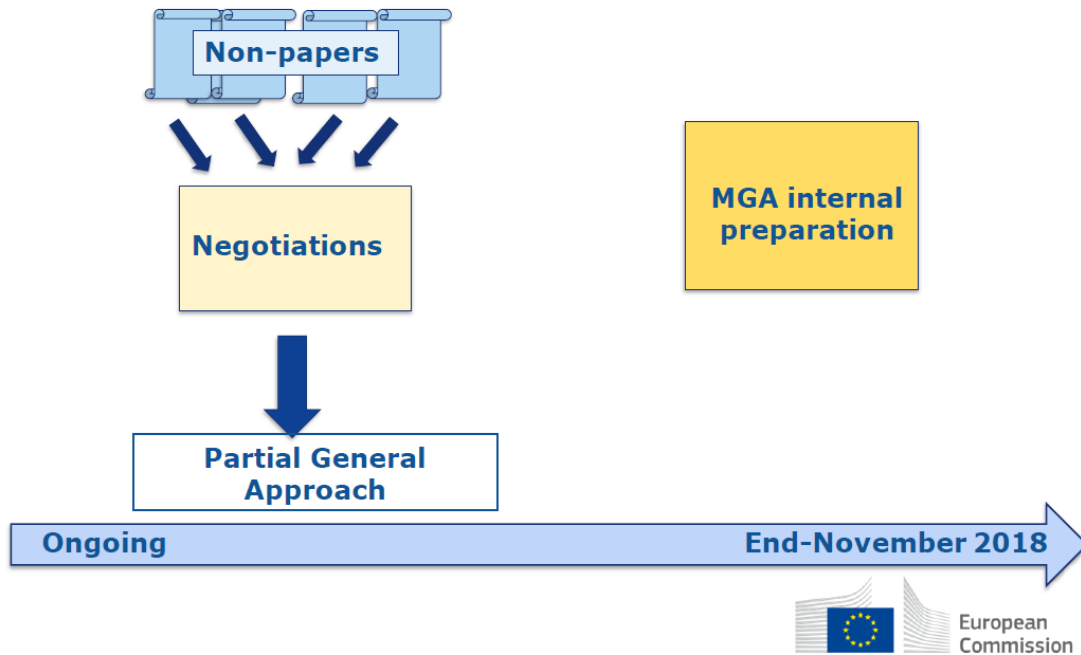 Non-papers
Negotiations
MGA internal
preparation
Partial General
Approach
Ongoing
End-November 2018
European
Commission